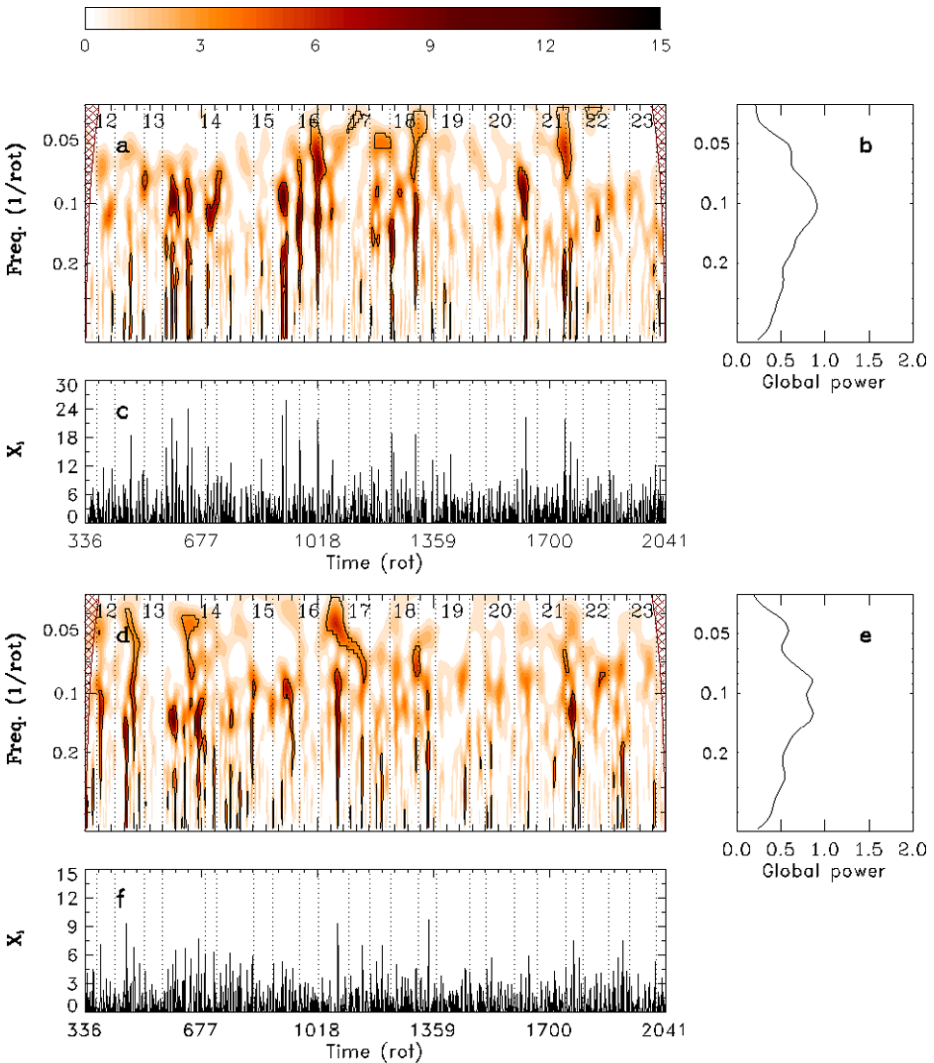 0 3 6 9 12 15
12 13 14 15 16 17 18 19 20 21 22 23
a
0.05
0.1
0.2
Freq. (1/rot)
b
0.05
0.1
0.2
0.0 0.5 1.0 1.5 2.0
Global power
c
30
24
18
12
6
0
X₁
336 677 1018 1359 1700 2041
Time (rot)
12 13 14 15 16 17 18 19 20 21 22 23
d
0.05
0.1
0.2
Freq. (1/rot)
e
0.05
0.1
0.2
0.0 0.5 1.0 1.5 2.0
Global power
f
15
12
9
6
3
0
336 677 1018 1359 1700 2041
Time (rot)